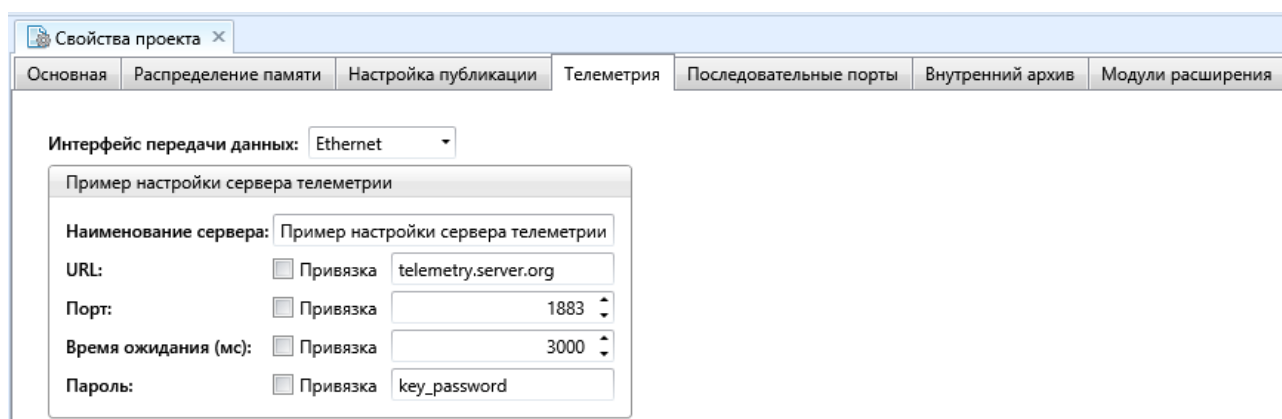 Свойства проекта
Основная Распределение памяти Настройка публикации Телеметрия Последовательные порты Внутренний архив Модули расширения
Интерфейс передачи данных: Ethernet
Пример настройки сервера телеметрии
Наименование сервера: Пример настройки сервера телеметрии
URL: Привязка telemetry.server.org
Порт: Привязка 1883
Время ожидания (мс): Привязка 3000
Пароль: Привязка key_password